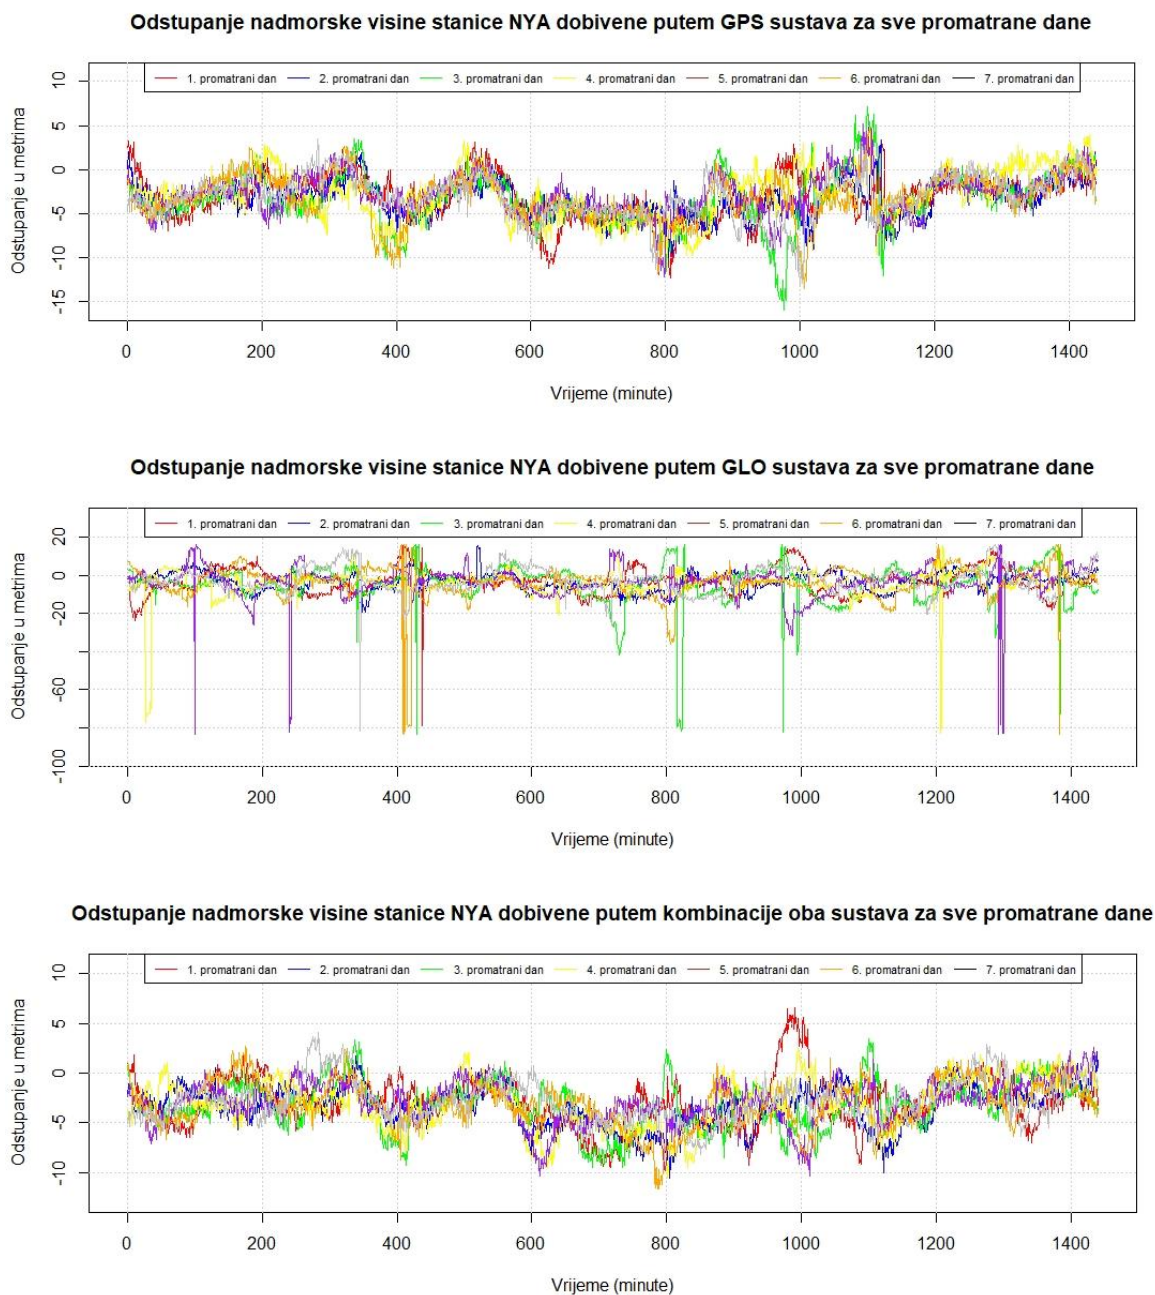 Odstupanje nadmorske visine stanice NYA dobivene putem GPS sustava za sve promatrane dane
1. promatrani dan 2. promatrani dan 3. promatrani dan 4. promatrani dan 5. promatrani dan 6. promatrani dan 7. promatrani dan
Odstupanje u metrima
10
5
0
-5
-10
-15
0 200 400 600 800 1000 1200 1400
Vrijeme (minute)
Odstupanje nadmorske visine stanice NYA dobivene putem GLO sustava za sve promatrane dane
1. promatrani dan 2. promatrani dan 3. promatrani dan 4. promatrani dan 5. promatrani dan 6. promatrani dan 7. promatrani dan
Odstupanje u metrima
20
0
-20
-60
-100
0 200 400 600 800 1000 1200 1400
Vrijeme (minute)
Odstupanje nadmorske visine stanice NYA dobivene putem kombinacije oba sustava za sve promatrane dane
1. promatrani dan 2. promatrani dan 3. promatrani dan 4. promatrani dan 5. promatrani dan 6. promatrani dan 7. promatrani dan
Odstupanje u metrima
10
5
0
-5
-10
0 200 400 600 800 1000 1200 1400
Vrijeme (minute)